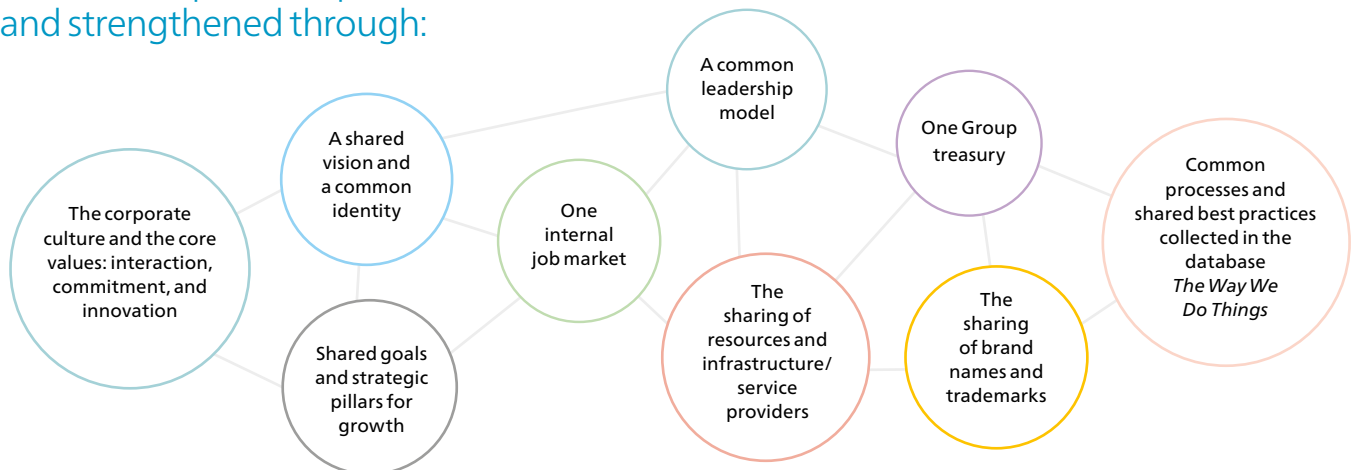 and strengthened through:
The corporate
culture and the core
values: interaction,
commitment, and
innovation
A shared
vision and
a common
identity
Shared goals
and strategic
pillars for
growth
One
internal
job market
A common
leadership
model
The
sharing of
resources and
infrastructure/
service
providers
One Group
treasury
The
sharing
of brand
names and
trademarks
Common
processes and
shared best practices
collected in the
database
The Way We
Do Things